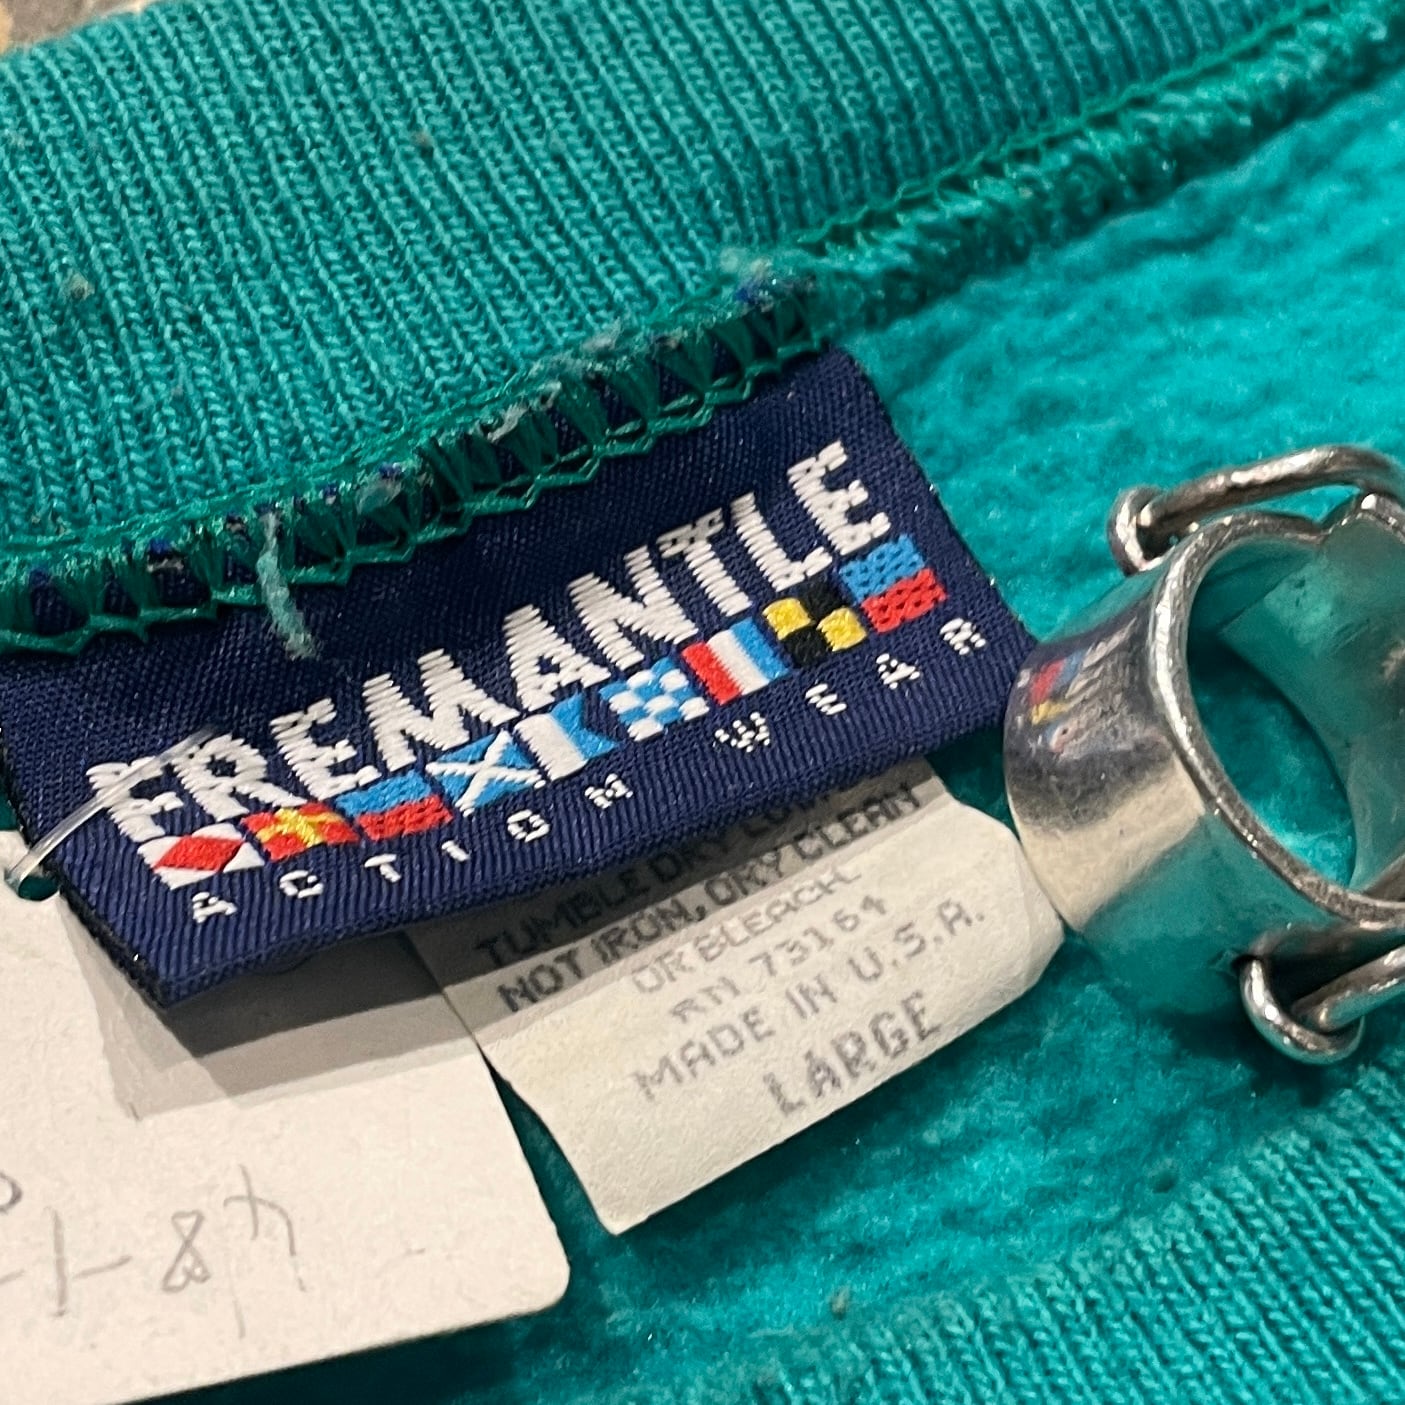 FREMANTLE
ACTION WEAR
TUMBLE DRY LOW
NOT IRON, DRY CLEAN
OR BLEACH.
RN 73164
MADE IN U.S.A.
LARGE